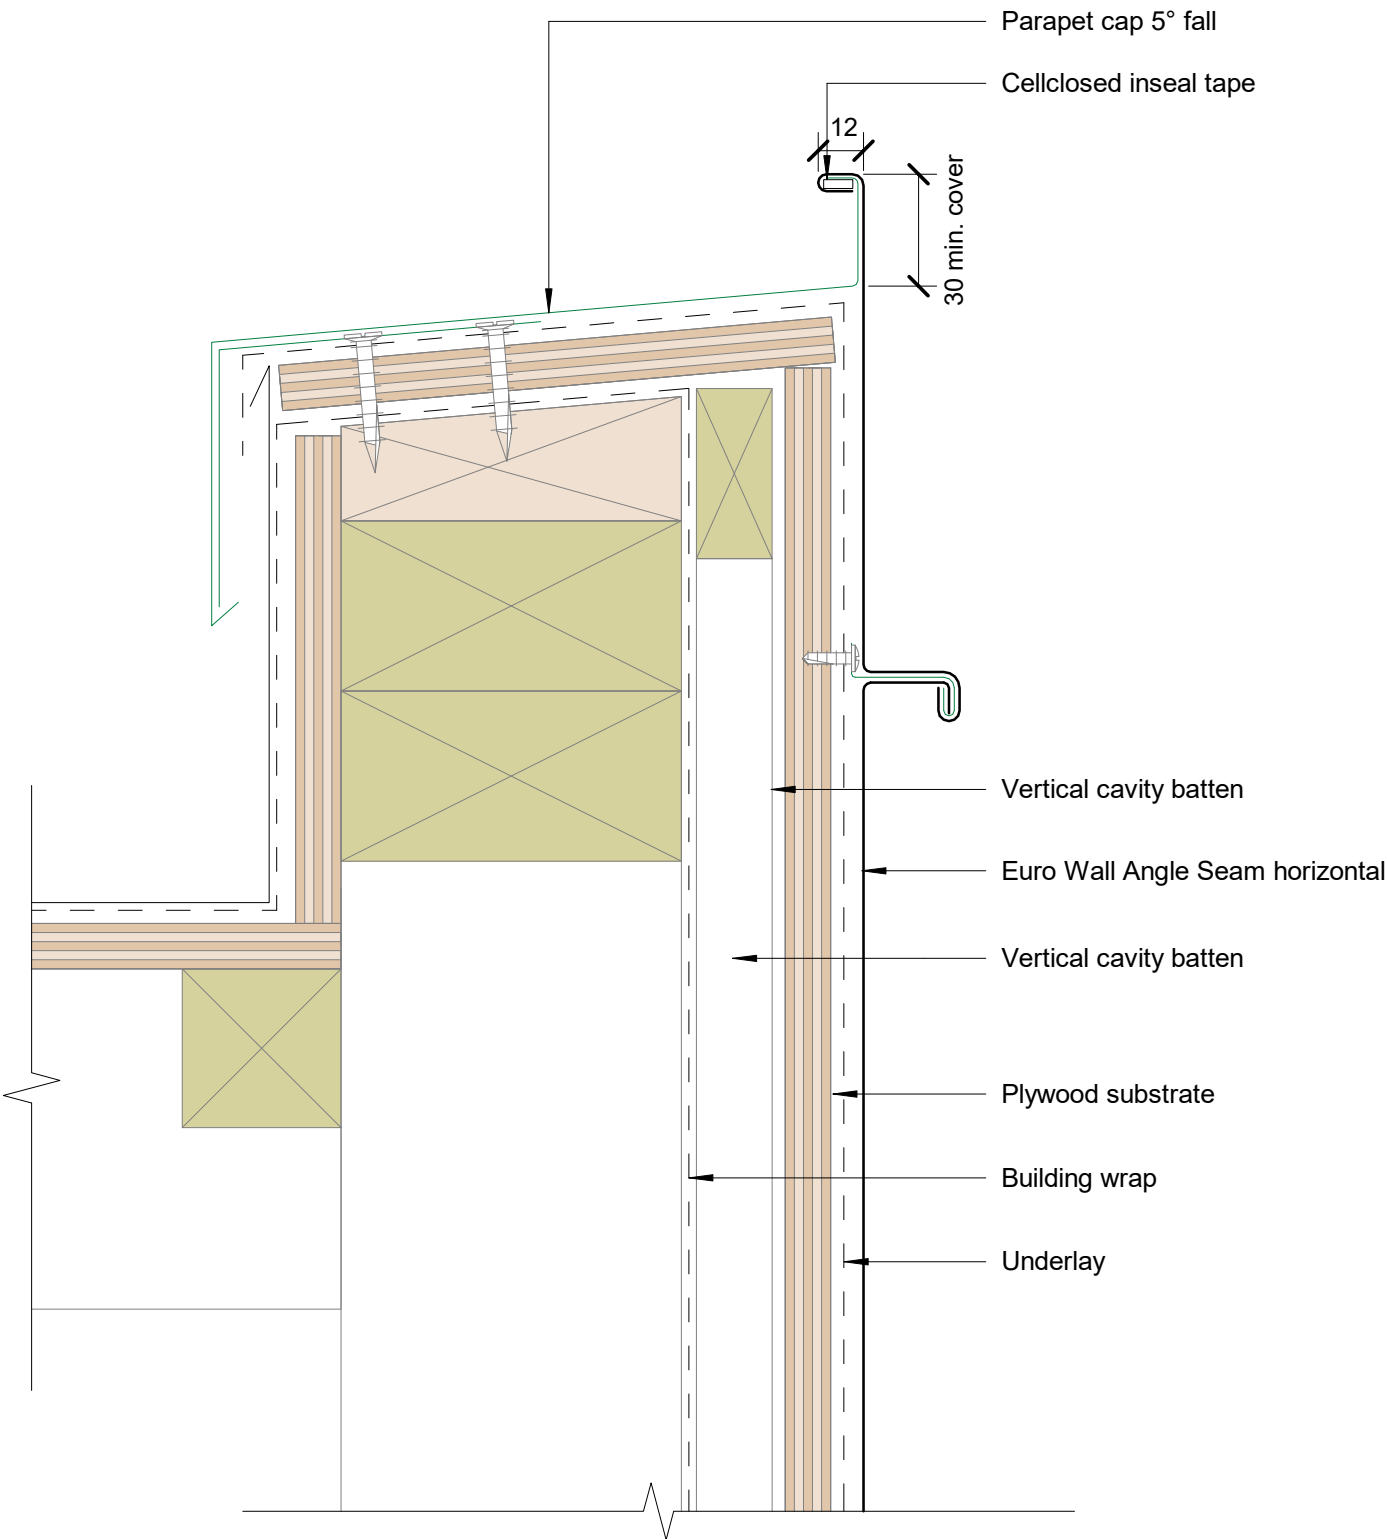 Parapet cap 5° fall
Cellclosed inseal tape
12
30 min. cover
Vertical cavity batten
Euro Wall Angle Seam horizontal
Vertical cavity batten
Plywood substrate
Building wrap
Underlay